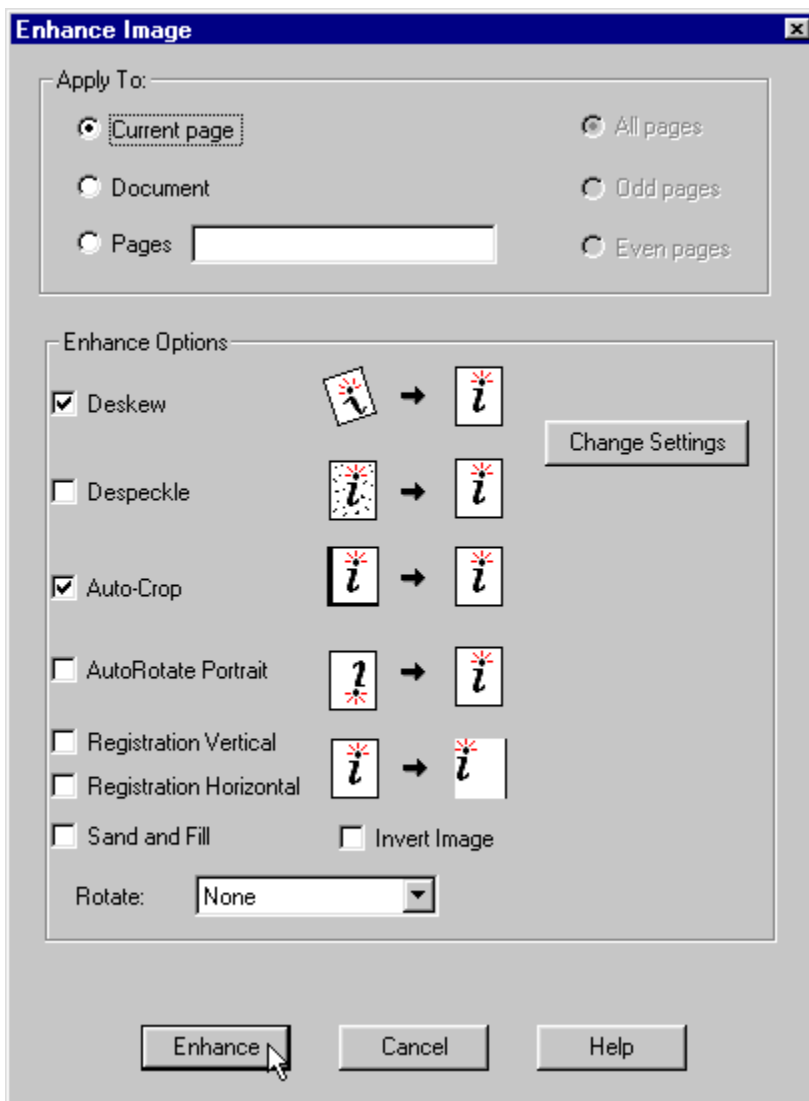 Enhance Image
Apply To:
Current page
All pages
Document
Odd pages
Pages
Even pages
Enhance Options
Deskew
Change Settings
Despeckle
Auto-Crop
AutoRotate Portrait
Registration Vertical
Registration Horizontal
Sand and Fill
Invert Image
Rotate:
None
Enhance
Cancel
Help